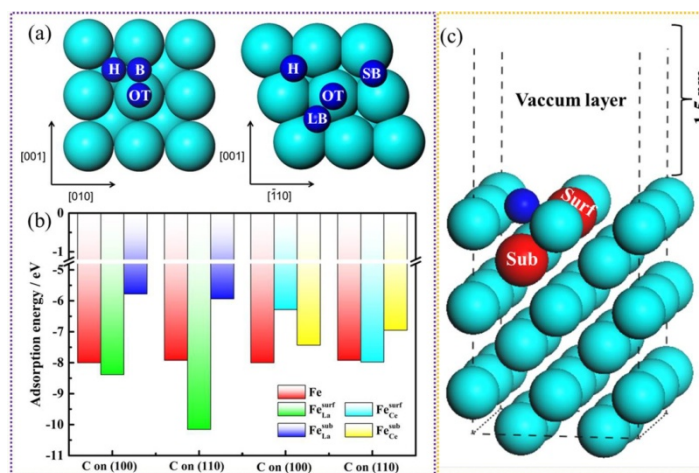 (a)
H
B
OT
[001]
[010]
H
SB
OT
LB
[001]
[1̄10]
(b)
Adsorption energy / eV
0
-1
-5
-6
-7
-8
-9
-10
Fe
Fe^surf_La
Fe^sub_La
Fe^surf_Ce
Fe^sub_Ce
C on (100)
C on (110)
C on (100)
C on (110)
(c)
Vaccum layer
Surf
Sub